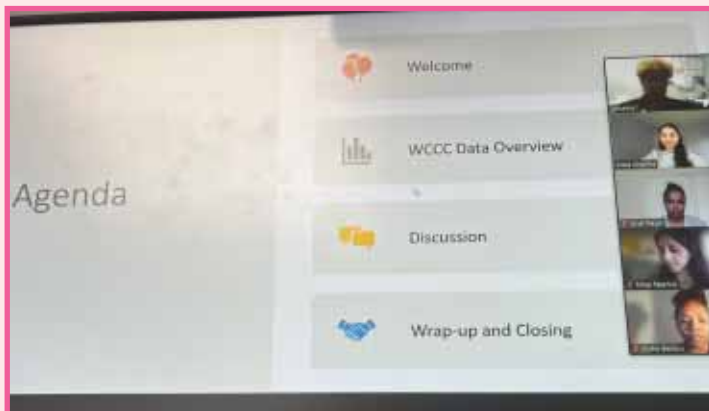 Agenda
Welcome
WCCC Data Overview
Discussion
Wrap-up and Closing